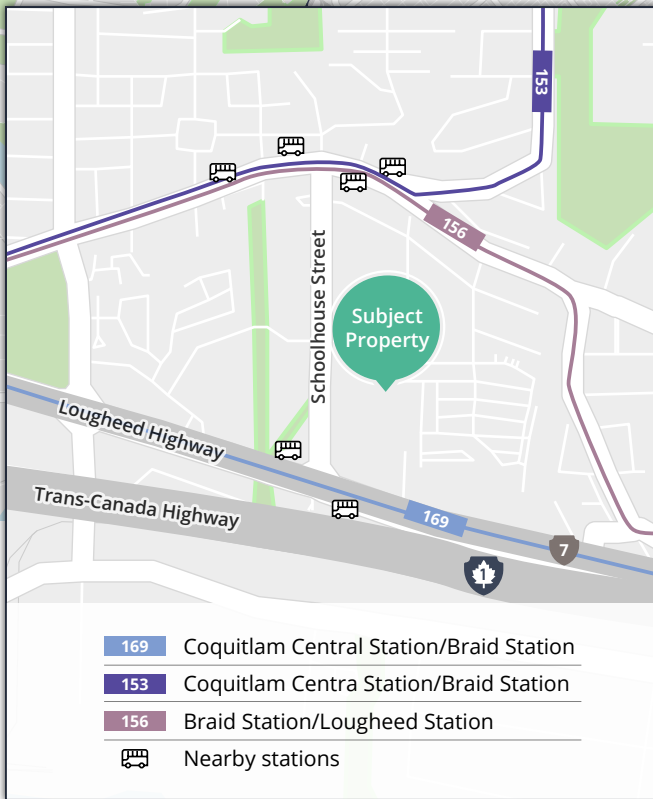 153
156
Schoolhouse Street
Subject
Property
Lougheed Highway
Trans-Canada Highway
169
7
1
169 Coquitlam Central Station/Braid Station
153 Coquitlam Centra Station/Braid Station
156 Braid Station/Lougheed Station
Nearby stations